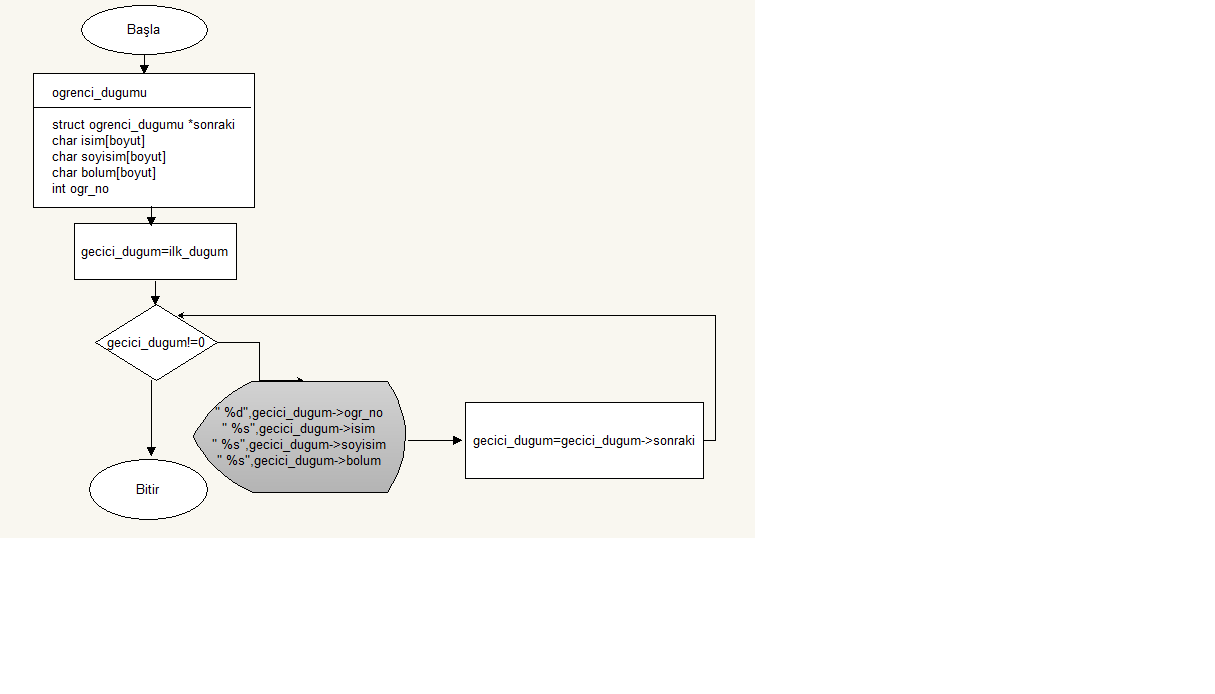 Başla
ogrenci_dugumu
struct ogrenci_dugumu *sonraki
char isim[boyut]
char soyisim[boyut]
char bolum[boyut]
int ogr_no
gecici_dugum=ilk_dugum
gecici_dugum!=0
" %d",gecici_dugum->ogr_no
" %s",gecici_dugum->isim
" %s",gecici_dugum->soyisim
" %s",gecici_dugum->bolum
gecici_dugum=gecici_dugum->sonraki
Bitir